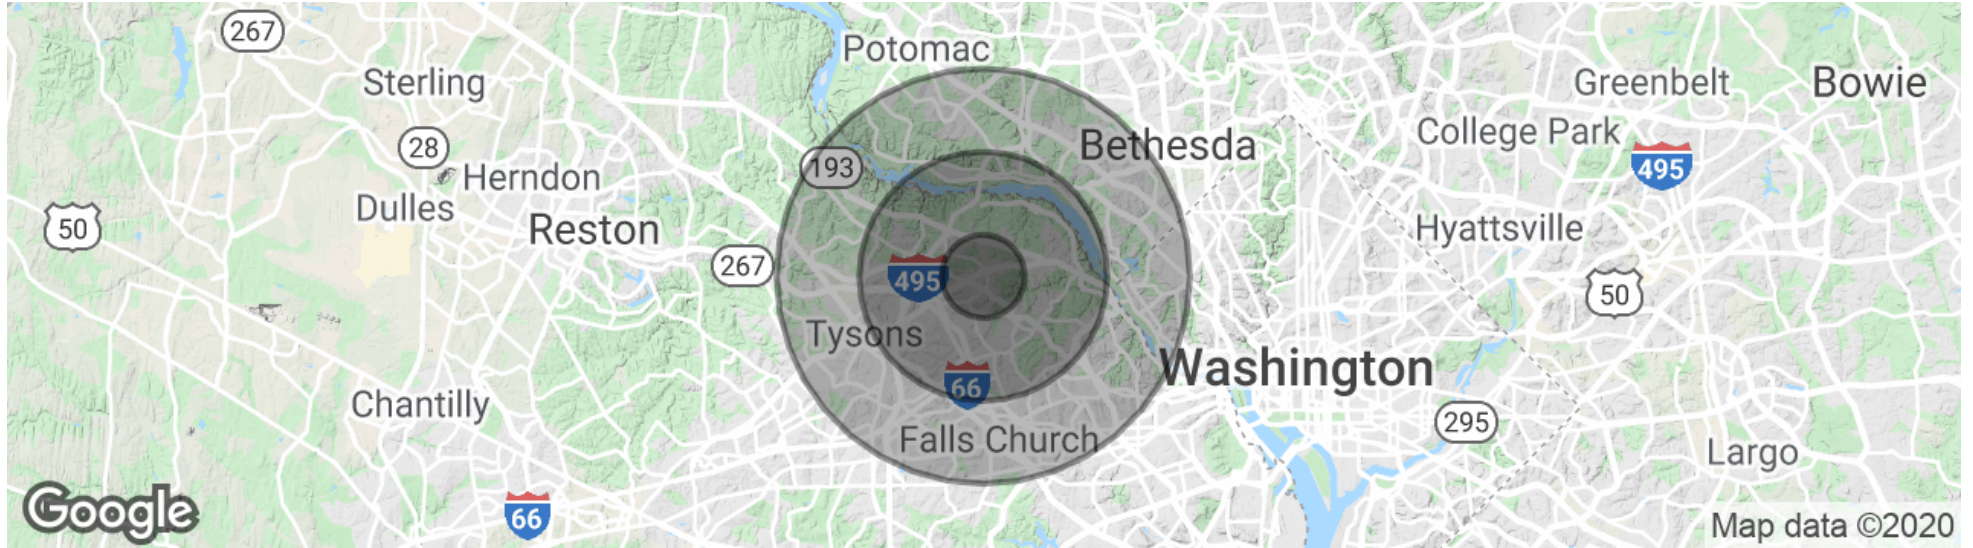 267
Potomac
Sterling
Greenbelt
Bowie
28
College Park
Bethesda
193
495
Herndon
Dulles
50
Reston
Hyattsville
267
495
50
Tysons
Washington
66
Chantilly
295
Falls Church
Largo
Google
66
Map data ©2020